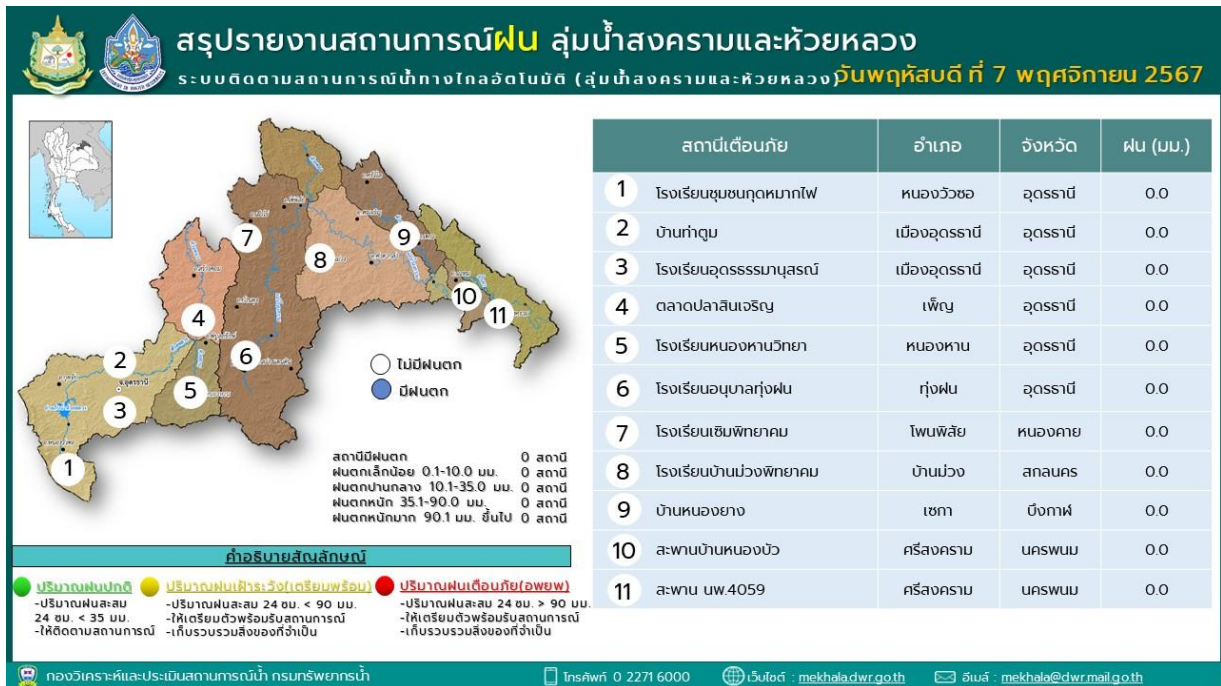 สรุปรายงานสถานการณ์ฝน ลุ่มน้ำสงครามและห้วยหลวง
ระบบติดตามสถานการณ์น้ำทางไกลอัตโนมัติ (ลุ่มน้ำสงครามและห้วยหลวง)
วันพฤหัสบดี ที่ 7 พฤศจิกายน 2567
7
8
9
10
11
4
6
2
5
3
1
จ.อุดรธานี
ไม่มีฝนตก
มีฝนตก
สถานีมีฝนตก 0 สถานี
ฝนตกเล็กน้อย 0.1-10.0 มม. 0 สถานี
ฝนตกปานกลาง 10.1-35.0 มม. 0 สถานี
ฝนตกหนัก 35.1-90.0 มม. 0 สถานี
ฝนตกหนักมาก 90.1 มม. ขึ้นไป 0 สถานี
สถานีเตือนภัย อำเภอ จังหวัด ฝน (มม.)
1 โรงเรียนชุมชนกุดหมากไฟ หนองวัวซอ อุดรธานี 0.0
2 บ้านท่าตูม เมืองอุดรธานี อุดรธานี 0.0
3 โรงเรียนอุดรธรรมานุสรณ์ เมืองอุดรธานี อุดรธานี 0.0
4 ตลาดปลาสินเจริญ เพ็ญ อุดรธานี 0.0
5 โรงเรียนหนองหานวิทยา หนองหาน อุดรธานี 0.0
6 โรงเรียนอนุบาลทุ่งฝน ทุ่งฝน อุดรธานี 0.0
7 โรงเรียนเซิมพิทยาคม โพนพิสัย หนองคาย 0.0
8 โรงเรียนบ้านม่วงพิทยาคม บ้านม่วง สกลนคร 0.0
9 บ้านหนองยาง เซกา บึงกาฬ 0.0
10 สะพานบ้านหนองบัว ศรีสงคราม นครพนม 0.0
11 สะพาน นพ.4059 ศรีสงคราม นครพนม 0.0
คำอธิบายสัญลักษณ์
ปริมาณฝนปกติ
-ปริมาณฝนสะสม
24 ชม. < 35 มม.
-ให้ติดตามสถานการณ์
ปริมาณฝนเฝ้าระวัง(เตรียมพร้อม)
-ปริมาณฝนสะสม 24 ชม. < 90 มม.
-ให้เตรียมตัวพร้อมรับสถานการณ์
-เก็บรวบรวมสิ่งของที่จำเป็น
ปริมาณฝนเตือนภัย(อพยพ)
-ปริมาณฝนสะสม 24 ชม. > 90 มม.
-ให้เตรียมตัวพร้อมรับสถานการณ์
-เก็บรวบรวมสิ่งของที่จำเป็น
กองวิเคราะห์และประเมินสถานการณ์น้ำ กรมทรัพยากรน้ำ โทรศัพท์ 0 2271 6000 เว็บไซต์ : mekhala.dwr.go.th อีเมล์ : mekhala@dwr.mail.go.th